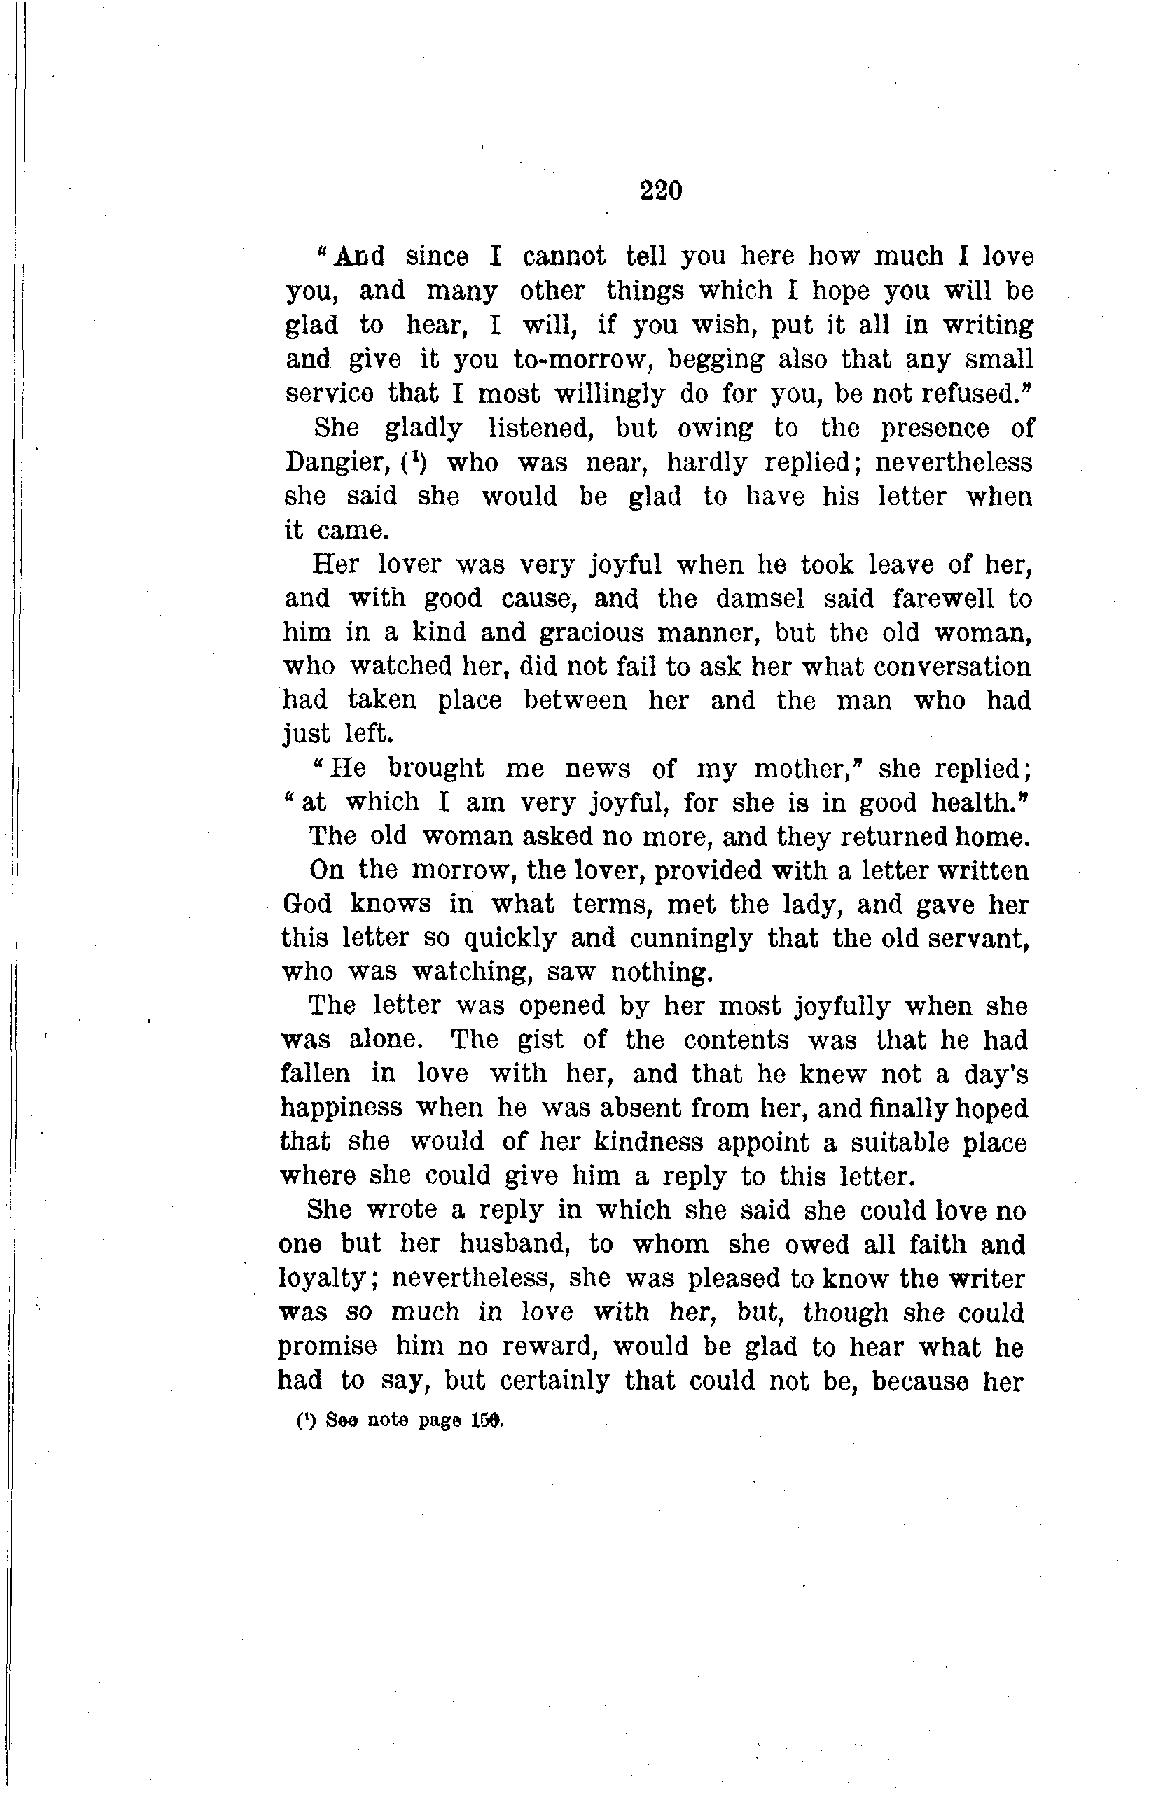 220
“And since I cannot tell you here how much I love
you, and many other things which I hope you will be
glad to hear, I will, if you wish, put it all in writing
and give it you to-morrow, begging also that any small
service that I most willingly do for you, be not refused.”
She gladly listened, but owing to the presence of
Dangier, (¹) who was near, hardly replied; nevertheless
she said she would be glad to have his letter when
it came.
Her lover was very joyful when he took leave of her,
and with good cause, and the damsel said farewell to
him in a kind and gracious manner, but the old woman,
who watched her, did not fail to ask her what conversation
had taken place between her and the man who had
just left.
“He brought me news of my mother,” she replied;
“at which I am very joyful, for she is in good health.”
The old woman asked no more, and they returned home.
On the morrow, the lover, provided with a letter written
God knows in what terms, met the lady, and gave her
this letter so quickly and cunningly that the old servant,
who was watching, saw nothing.
The letter was opened by her most joyfully when she
was alone. The gist of the contents was that he had
fallen in love with her, and that he knew not a day's
happiness when he was absent from her, and finally hoped
that she would of her kindness appoint a suitable place
where she could give him a reply to this letter.
She wrote a reply in which she said she could love no
one but her husband, to whom she owed all faith and
loyalty; nevertheless, she was pleased to know the writer
was so much in love with her, but, though she could
promise him no reward, would be glad to hear what he
had to say, but certainly that could not be, because her
(¹) See note page